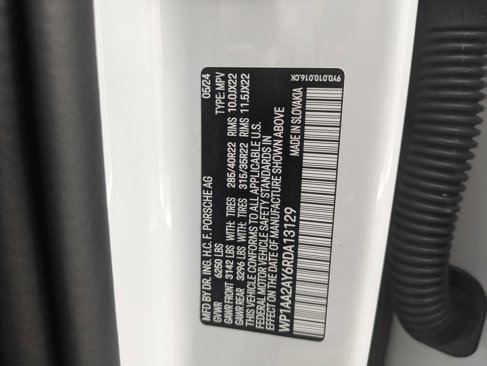 MFD. BY DR. ING. H.C. F. PORSCHE AG 05/24
GVWR 6250 LBS TYPE: MPV
GAWR FRONT 3142 LBS WITH TIRES 285/40R22 RIMS 10.0JX22
GAWR REAR 3296 LBS WITH TIRES 315/35R22 RIMS 11.5JX22
THIS VEHICLE CONFORMS TO ALL APPLICABLE U.S.
FEDERAL MOTOR VEHICLE SAFETY STANDARDS IN
EFFECT ON THE DATE OF MANUFACTURE SHOWN ABOVE
WP1AA2AY6RDA13129 MADE IN SLOVAKIA
9Y0.010.016.CK